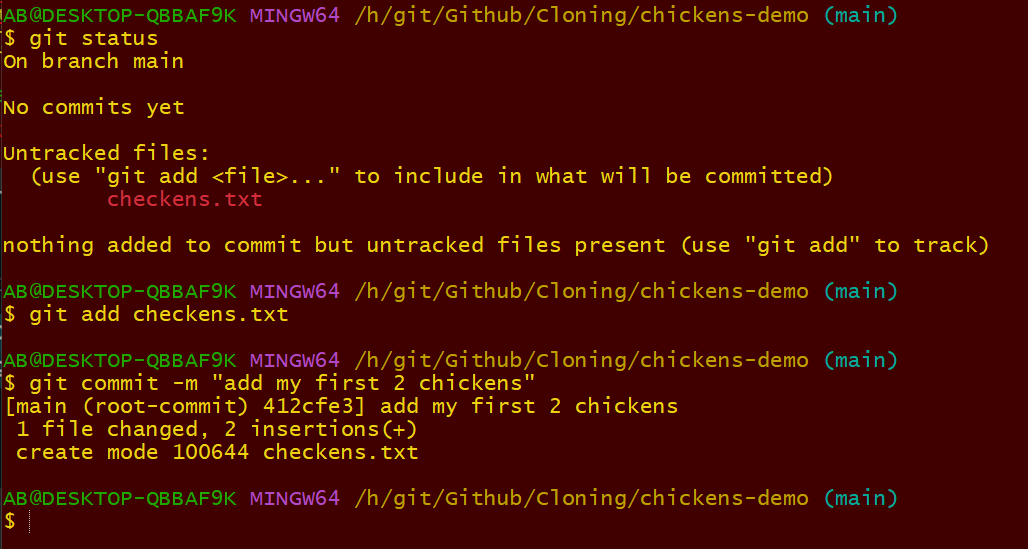 AB@DESKTOP-QBBAF9K MINGW64 /h/git/Github/Cloning/chickens-demo (main)
$ git status
On branch main
No commits yet
Untracked files:
(use "git add <file>..." to include in what will be committed)
checkens.txt
nothing added to commit but untracked files present (use "git add" to track)
AB@DESKTOP-QBBAF9K MINGW64 /h/git/Github/Cloning/chickens-demo (main)
$ git add checkens.txt
AB@DESKTOP-QBBAF9K MINGW64 /h/git/Github/Cloning/chickens-demo (main)
$ git commit -m "add my first 2 chickens"
[main (root-commit) 412cfe3] add my first 2 chickens
1 file changed, 2 insertions(+)
create mode 100644 checkens.txt
AB@DESKTOP-QBBAF9K MINGW64 /h/git/Github/Cloning/chickens-demo (main)
$